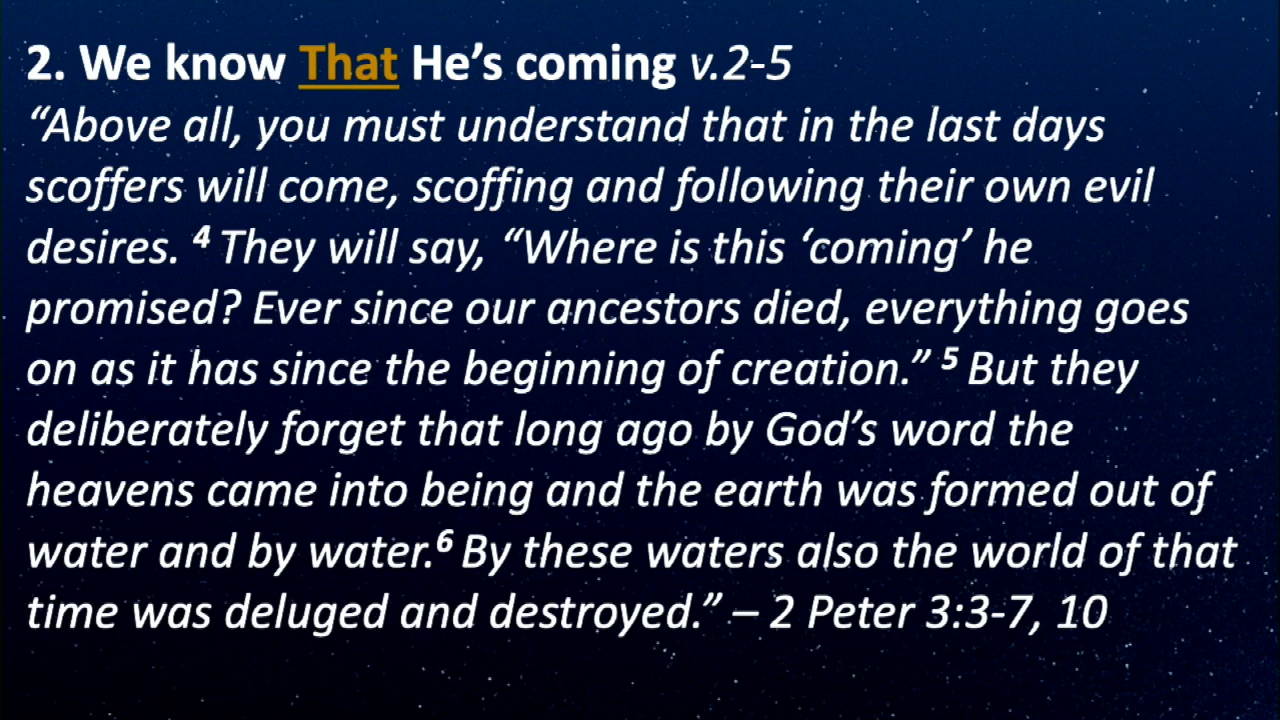 2. We know That He’s coming v.2-5
“Above all, you must understand that in the last days
scoffers will come, scoffing and following their own evil
desires. ⁴ They will say, “Where is this ‘coming’ he
promised? Ever since our ancestors died, everything goes
on as it has since the beginning of creation.” ⁵ But they
deliberately forget that long ago by God’s word the
heavens came into being and the earth was formed out of
water and by water.⁶ By these waters also the world of that
time was deluged and destroyed.” – 2 Peter 3:3-7, 10